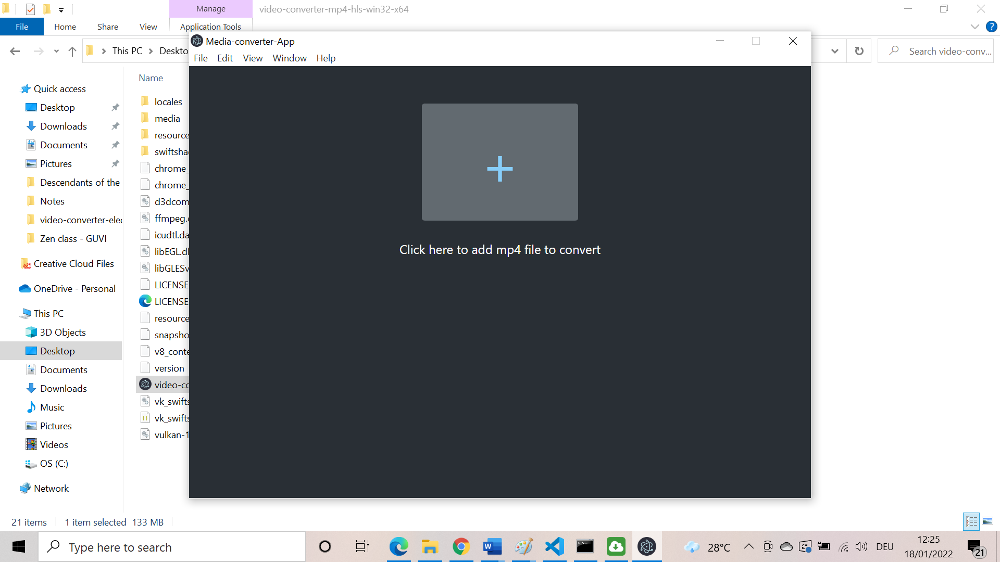 Manage
video-converter-mp4-hls-win32-x64
File
Home
Share
View
Application Tools
This PC
Deskto
Search video-conv...
Media-converter-App
File
Edit
View
Window
Help
Name
Quick access
Desktop
Downloads
Documents
Pictures
Descendants of the
Notes
video-converter-elec
Zen class - GUVI
Creative Cloud Files
OneDrive - Personal
This PC
3D Objects
Desktop
Documents
Downloads
Music
Pictures
Videos
OS (C:)
Network
locales
media
resource
swiftshad
chrome_
chrome_
d3dcom
ffmpeg.d
icudtl.da
libEGL.dl
libGLESv
LICENSE
LICENSE
resource
snapsho
v8_conte
version
video-co
vk_swifts
vk_swifts
vulkan-1
Click here to add mp4 file to convert
21 items
1 item selected 133 MB
Type here to search
28°C
DEU
12:25
18/01/2022
21